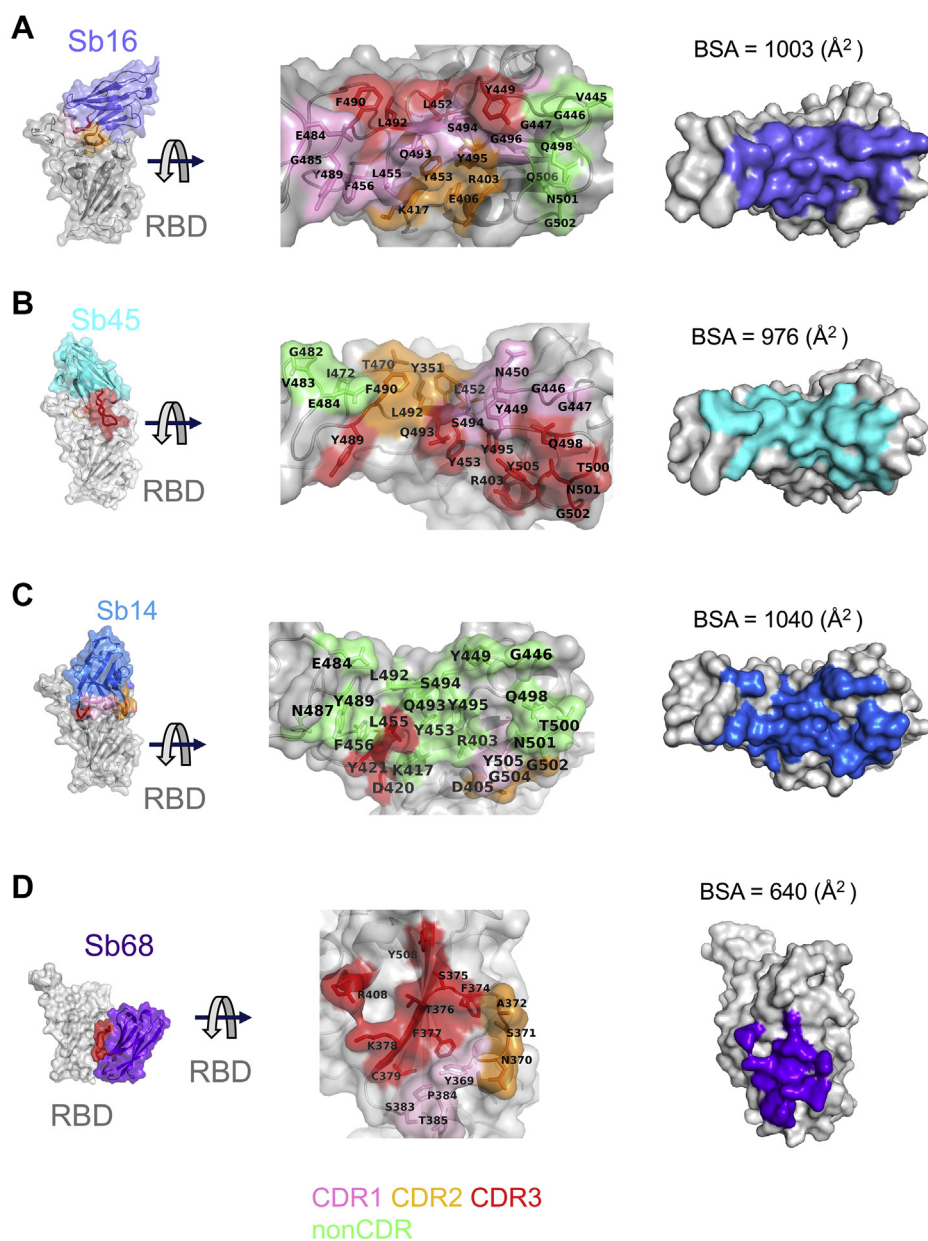 A
Sb16
RBD
F490
L492
L452
Y449
V445
G446
G447
E484
S494
G496
Q498
G485
Q493
Y495
Y489
L455
Y453
R403
Q506
F456
E406
N501
K417
G502
BSA = 1003 (Å²)
B
Sb45
RBD
G482
T470
Y351
N450
V483
I472
F490
L452
G446
E484
L492
Y449
G447
S494
Q493
Q498
Y489
Y495
Y453
Y505
T500
R403
N501
G502
BSA = 976 (Å²)
C
Sb14
RBD
E484
Y449
G446
L492
S494
Y489
Q493
Y495
Q498
N487
L455
Y453
T500
F456
R403
N501
Y421
K417
Y505
G502
G504
D420
D405
BSA = 1040 (Å²)
D
Sb68
RBD
RBD
Y508
S375
R408
F374
T376
A372
F377
S371
K378
N370
C379
Y369
P384
S383
T385
BSA = 640 (Å²)
CDR1 CDR2 CDR3
nonCDR